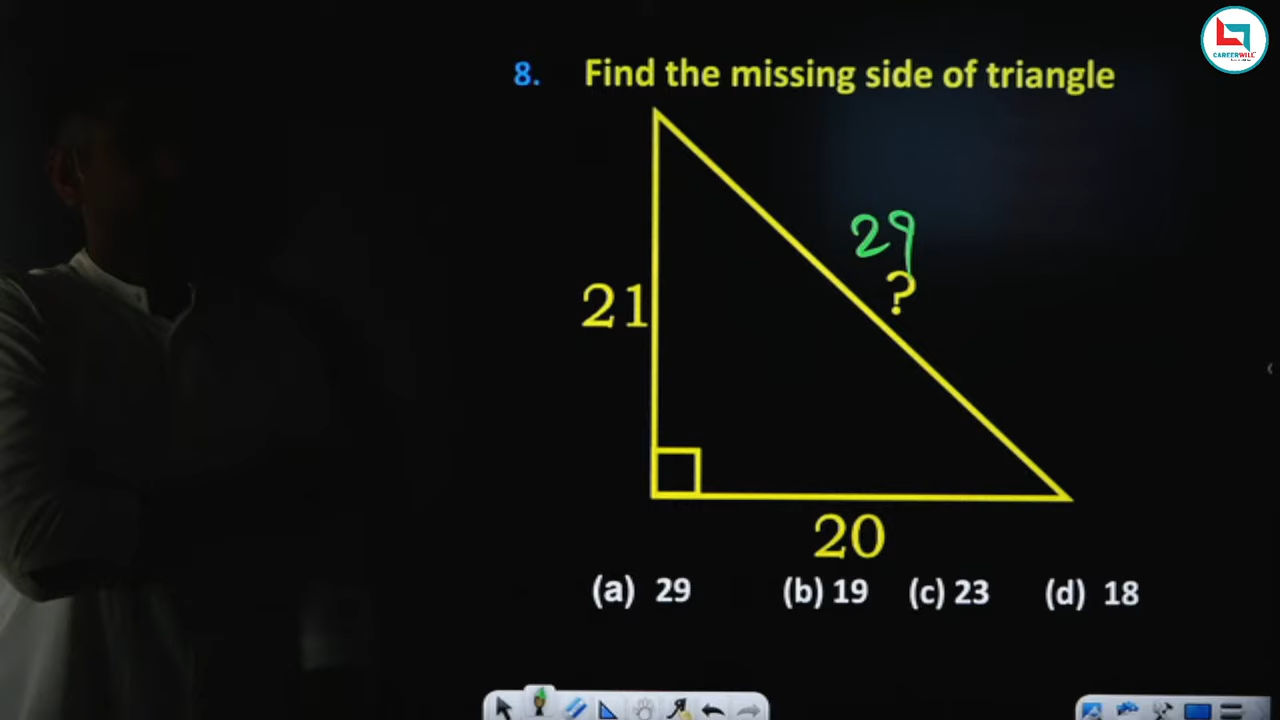 CAREERWILL
8. Find the missing side of triangle
29
?
21
20
(a) 29 (b) 19 (c) 23 (d) 18